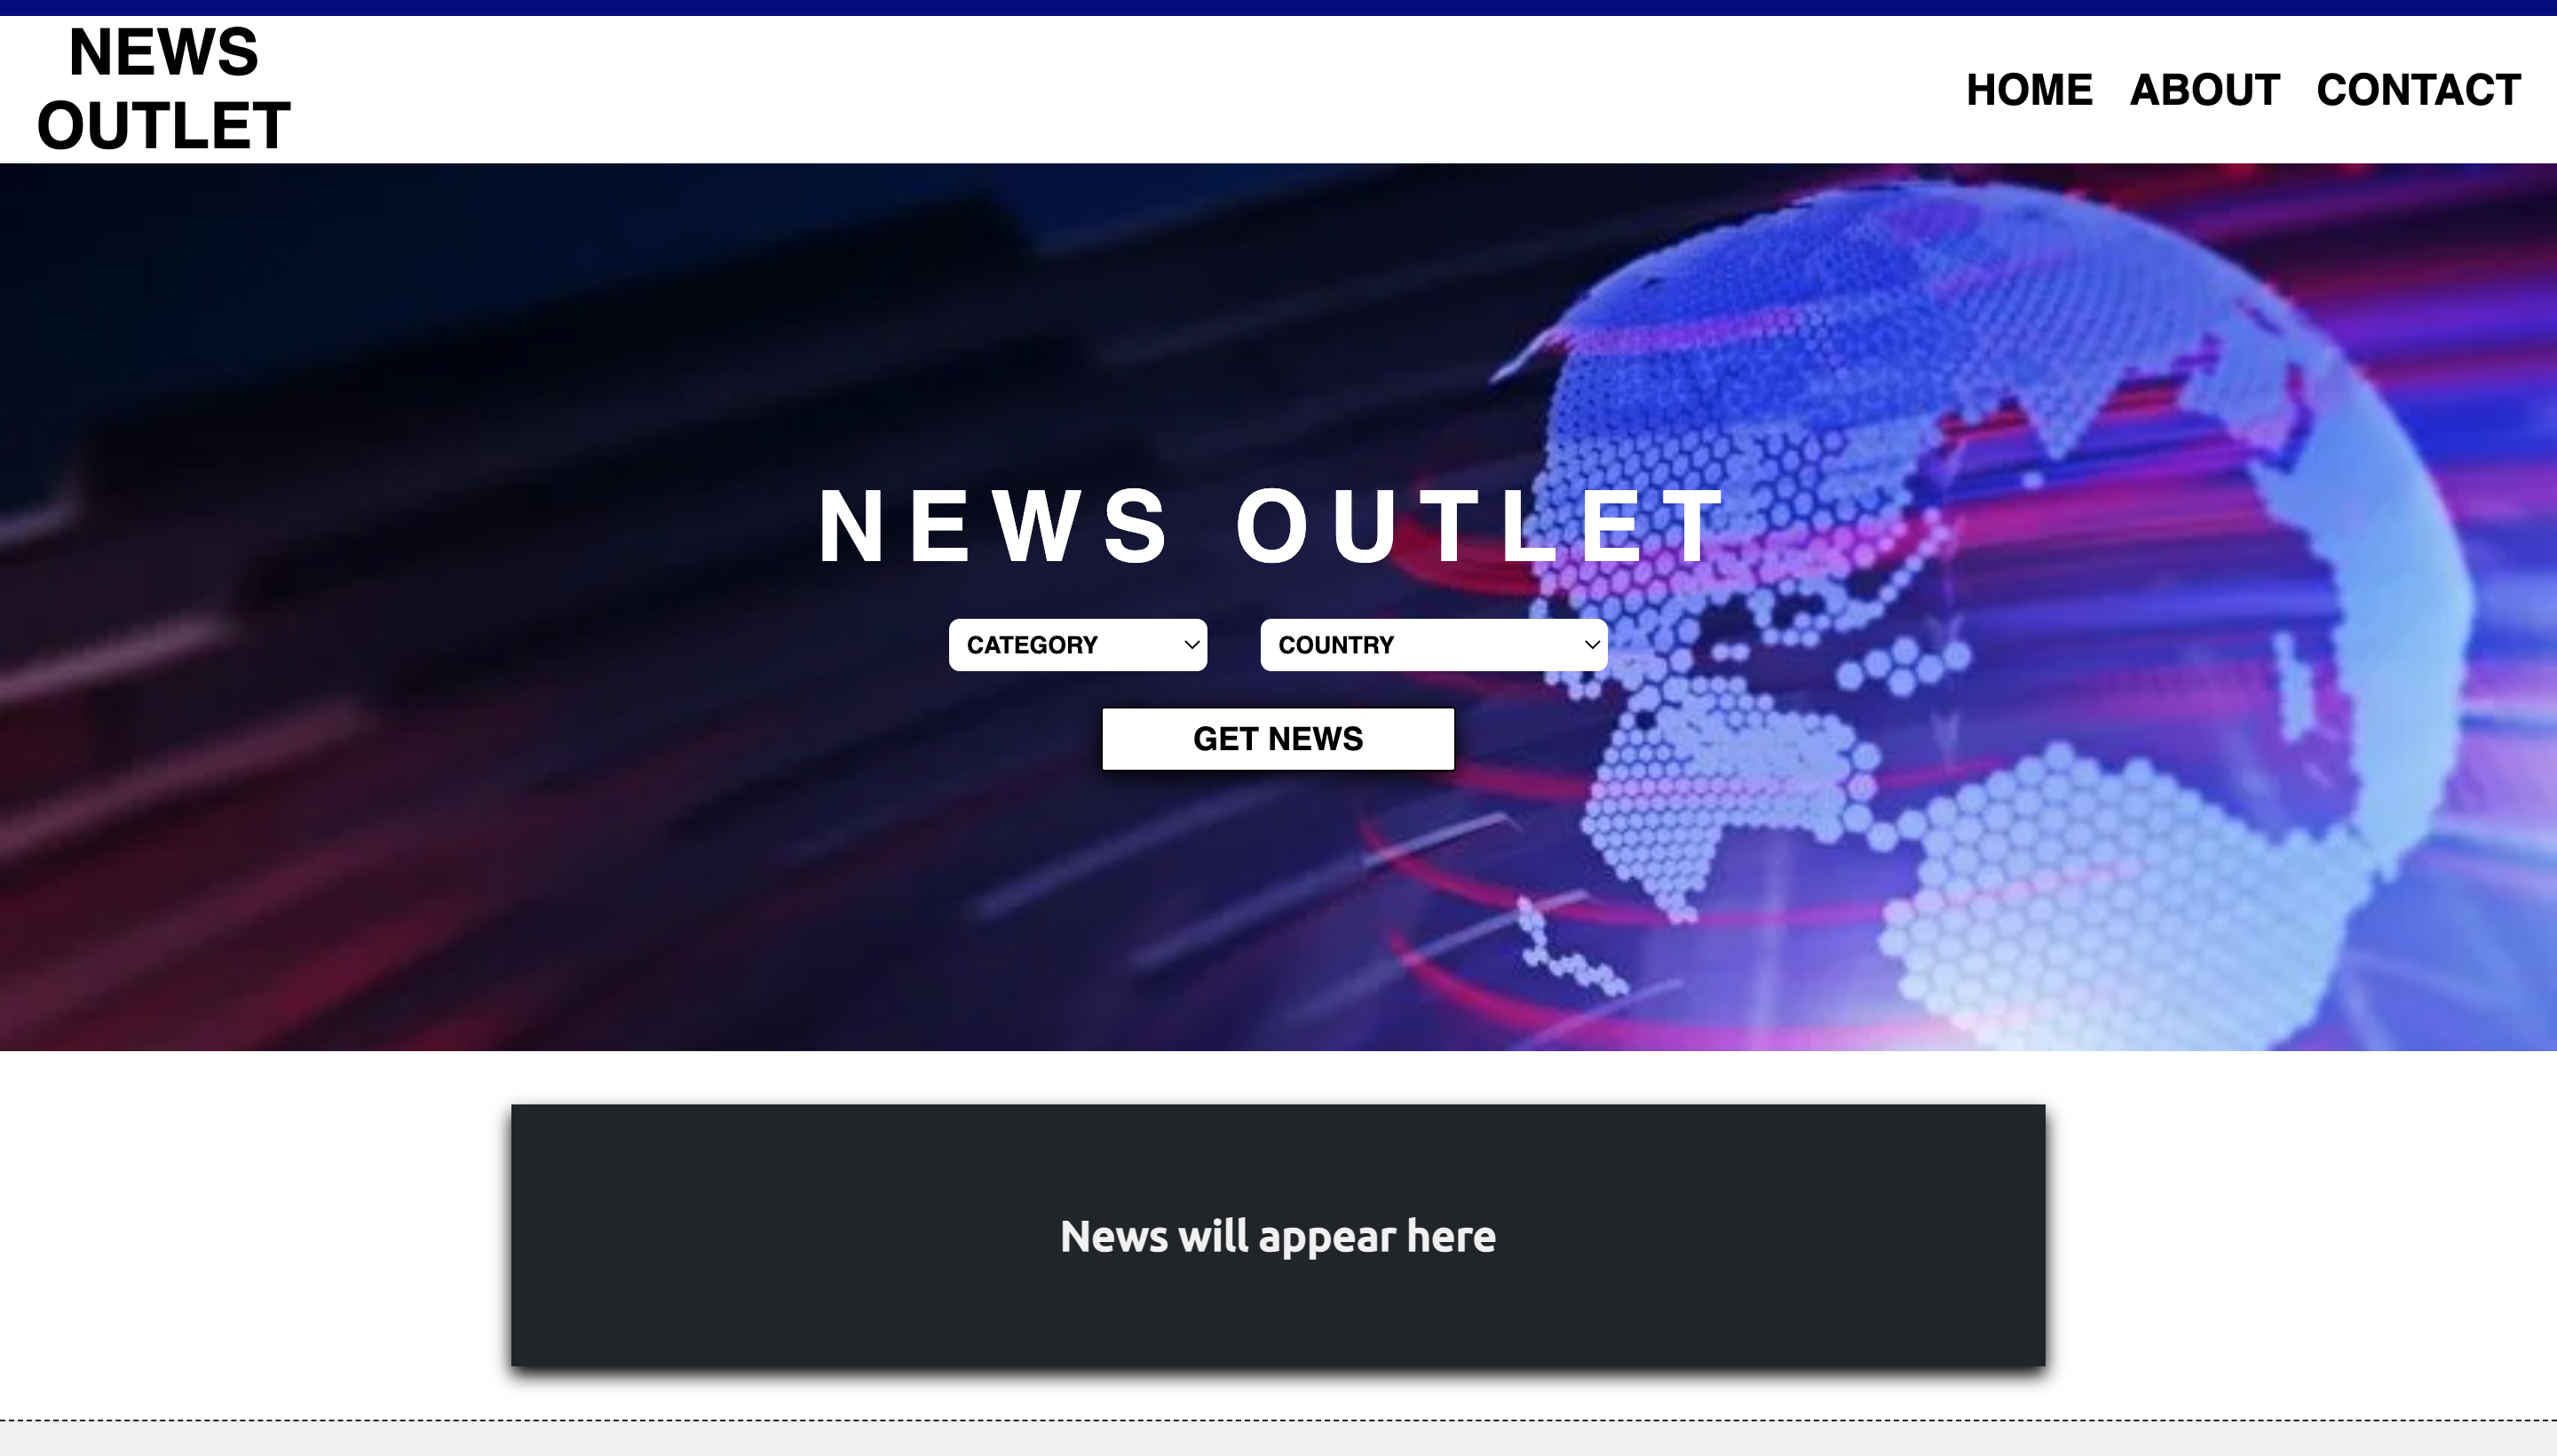 NEWS
OUTLET
HOME ABOUT CONTACT
NEWS OUTLET
CATEGORY COUNTRY
GET NEWS
News will appear here